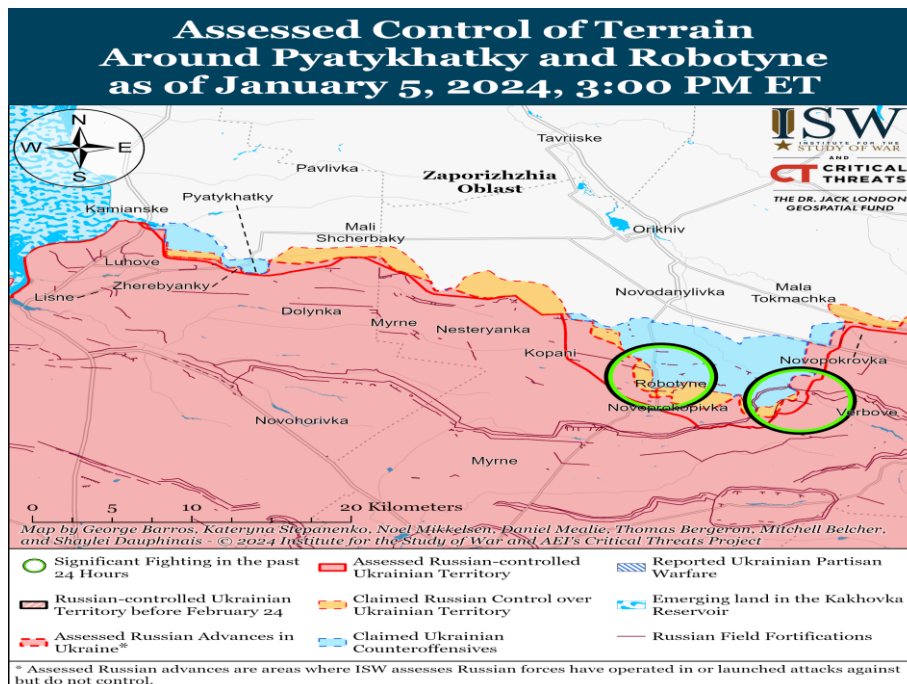 Assessed Control of Terrain
Around Pyatykhatky and Robotyne
as of January 5, 2024, 3:00 PM ET
N
W E
S
ISW
INSTITUTE FOR THE
STUDY OF WAR
AND
CT CRITICAL
THREATS
THE DR. JACK LONDON
GEOSPATIAL FUND
Tavriiske
Pavlivka
Zaporizhzhia
Oblast
Pyatykhatky
Kamianske
Mali
Shcherbaky
Orikhiv
Luhove
Zherebyanky
Lisne
Novodanylivka
Mala
Tokmachka
Dolynka
Myrne
Nesteryanka
Kopani
Novopokrovka
Robotyne
Novoprokopivka
Verbove
Novohorivka
Myrne
0 5 10 20 Kilometers
Map by George Barros, Kateryna Stepanenko, Noel Mikkelsen, Daniel Mealie, Thomas Bergeron, Mitchell Belcher,
and Shaylei Dauphinais - © 2024 Institute for the Study of War and AEI's Critical Threats Project
Significant Fighting in the past
24 Hours
Russian-controlled Ukrainian
Territory before February 24
Assessed Russian Advances in
Ukraine*
Assessed Russian-controlled
Ukrainian Territory
Claimed Russian Control over
Ukrainian Territory
Claimed Ukrainian
Counteroffensives
Reported Ukrainian Partisan
Warfare
Emerging land in the Kakhovka
Reservoir
Russian Field Fortifications
* Assessed Russian advances are areas where ISW assesses Russian forces have operated in or launched attacks against
but do not control.